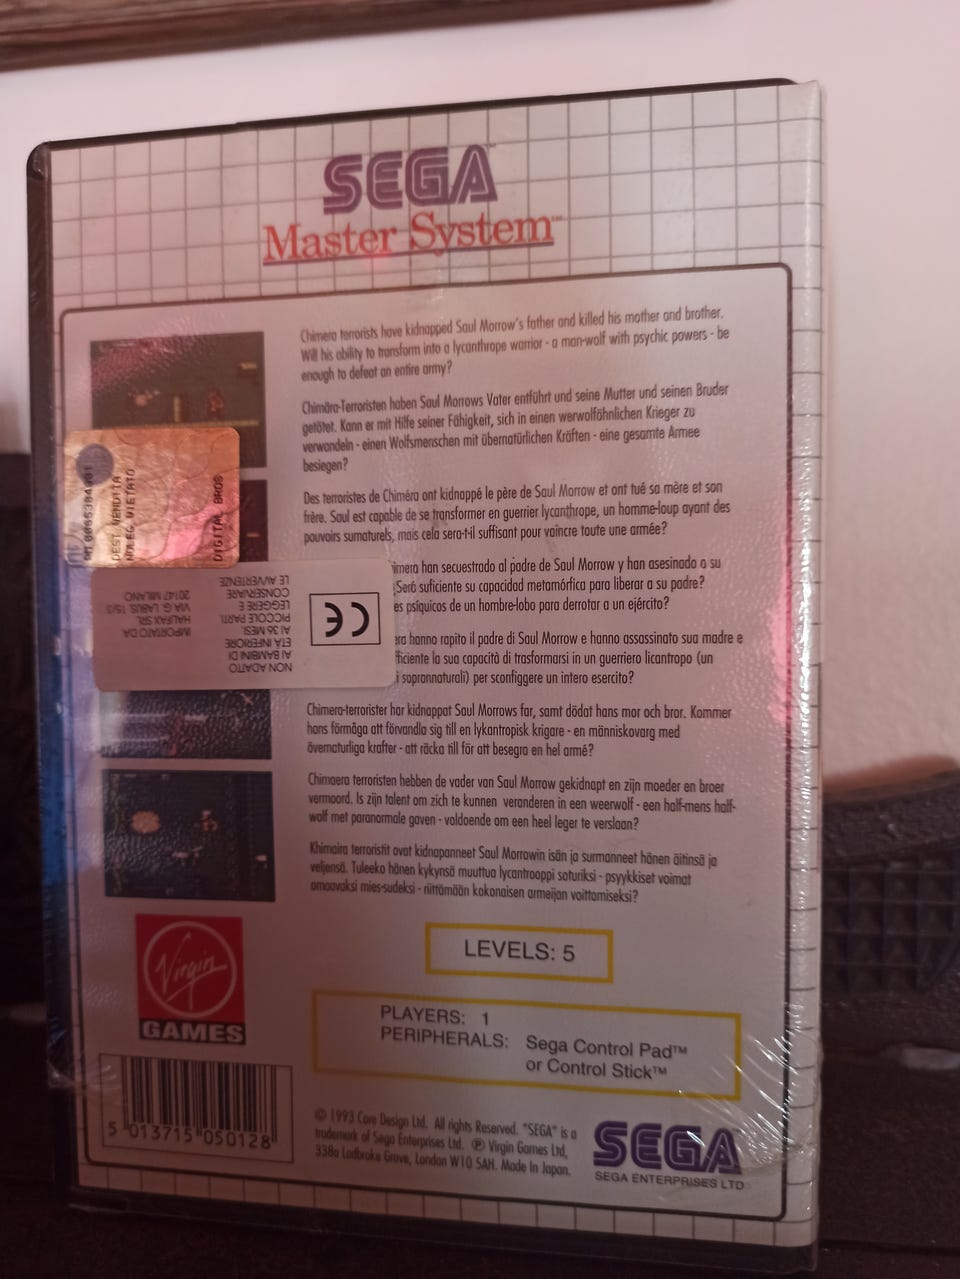 SEGA™
Master System™
Chimera terrorists have kidnapped Saul Morrow's father and killed his mother and brother.
Will his ability to transform into a lycanthrope warrior - a man-wolf with psychic powers - be
enough to defeat an entire army?
Chimära-Terroristen haben Saul Morrows Vater entführt und seine Mutter und seinen Bruder
getötet. Kann er mit Hilfe seiner Fähigkeit, sich in einen werwolfähnlichen Krieger zu
verwandeln - einen Wolfsmenschen mit übernatürlichen Kräften - eine gesamte Armee
besiegen?
Des terroristes de Chiméra ont kidnappé le père de Saul Morrow et ont tué sa mère et son
frère. Saul est capable de se transformer en guerrier lycanthrope, un homme-loup ayant des
pouvoirs surnaturels, mais cela sera-t-il suffisant pour vaincre toute une armée?
imera han secuestrado al padre de Saul Morrow y han asesinado a su
¿Será suficiente su capacidad metamórfica para liberar a su padre?
es psíquicos de un hombre-lobo para derrotar a un ejército?
era hanno rapito il padre di Saul Morrow e hanno assassinato sua madre e
fficiente la sua capacità di trasformarsi in un guerriero licantropo (un
i soprannaturali) per sconfiggere un intero esercito?
Chimera-terrorister har kidnappat Saul Morrows far, samt dödat hans mor och bror. Kommer
hans förmåga att förvandla sig till en lykantropisk krigare - en människovarg med
övernaturliga krafter - att räcka till för att besegra en hel armé?
Chimaera terroristen hebben de vader van Saul Morrow gekidnapt en zijn moeder en broer
vermoord. Is zijn talent om zich te kunnen veranderen in een weerwolf - een half-mens half-
wolf met paranormale gaven - voldoende om een heel leger te verslaan?
Khimaira terroristit ovat kidnapanneet Saul Morrowin isän ja surmanneet hänen äitinsä ja
veljensä. Tuleeko hänen kykynsä muuttua lycantrooppi soturiksi - psyykkiset voimat
omaavaksi mies-sudeksi - riittämään kokonaisen armeijan voittamiseksi?
DEST. VENDITA
NOLEG. VIETATO
DIGITAL BROS
NON ADATTO
AI BAMBINI DI
ETÀ INFERIORE
AI 36 MESI.
PICCOLE PARTI.
LEGGERE E
CONSERVARE
LE AVVERTENZE
IMPORTATO DA
HALIFAX SRL
VIA G. LABUS, 15/3
20147 MILANO
CE
Virgin
GAMES
LEVELS: 5
PLAYERS: 1
PERIPHERALS: Sega Control Pad™
or Control Stick™
5 013715 050128
© 1993 Core Design Ltd. All rights Reserved. "SEGA" is a
trademark of Sega Enterprises Ltd. ℗ Virgin Games Ltd,
338a Ladbroke Grove, London W10 5AH. Made In Japan.
SEGA
SEGA ENTERPRISES LTD